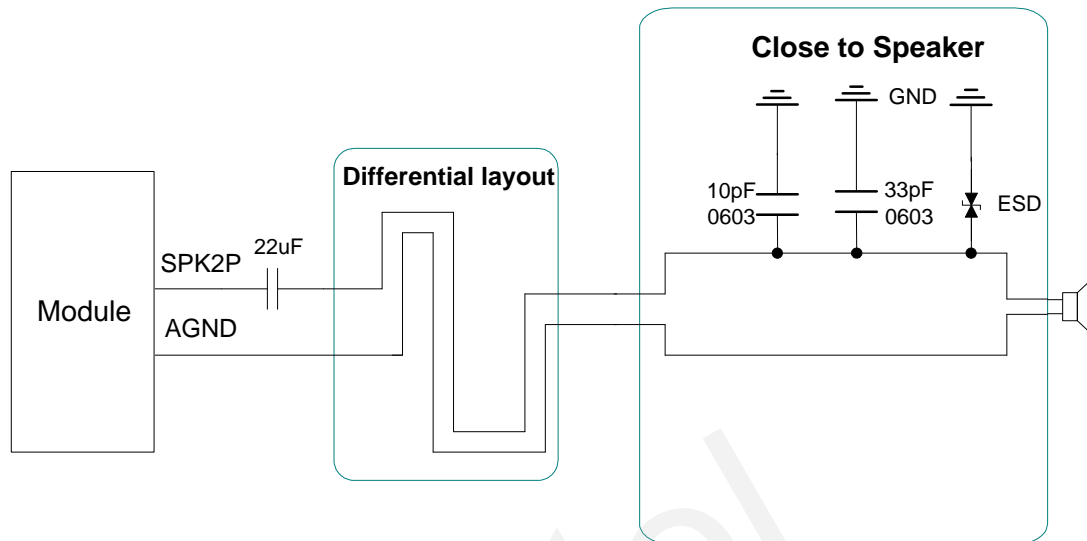 Close to Speaker
GND
Differential layout
10pF
0603
33pF
0603
ESD
22uF
SPK2P
Module
AGND